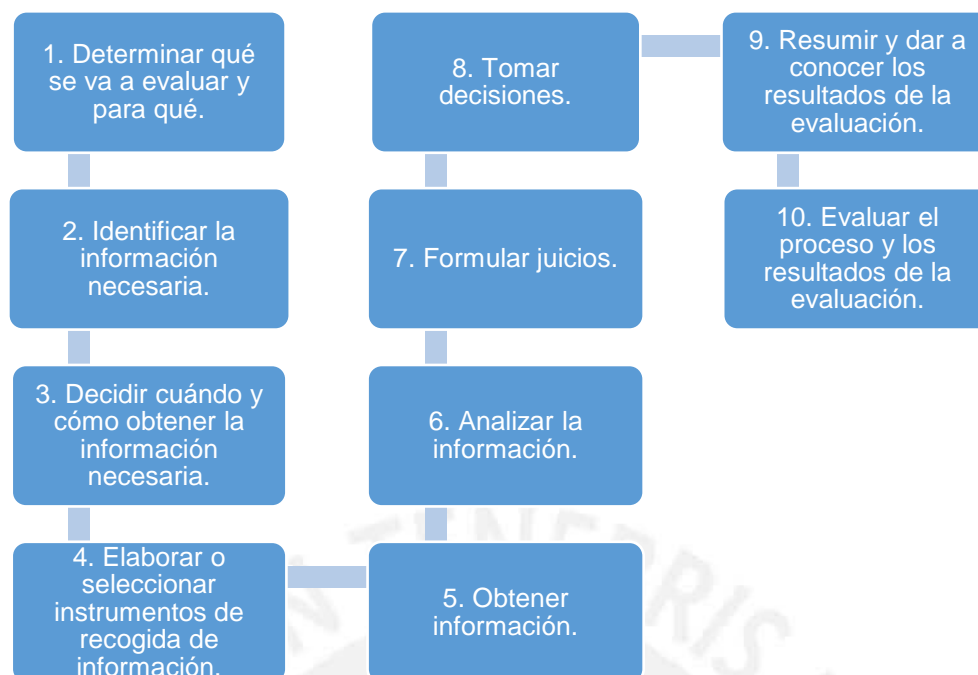 1. Determinar qué
se va a evaluar y
para qué.
2. Identificar la
información
necesaria.
3. Decidir cuándo y
cómo obtener la
información
necesaria.
4. Elaborar o
seleccionar
instrumentos de
recogida de
información.
5. Obtener
información.
6. Analizar la
información.
7. Formular juicios.
8. Tomar
decisiones.
9. Resumir y dar a
conocer los
resultados de la
evaluación.
10. Evaluar el
proceso y los
resultados de la
evaluación.
TENEBRIS